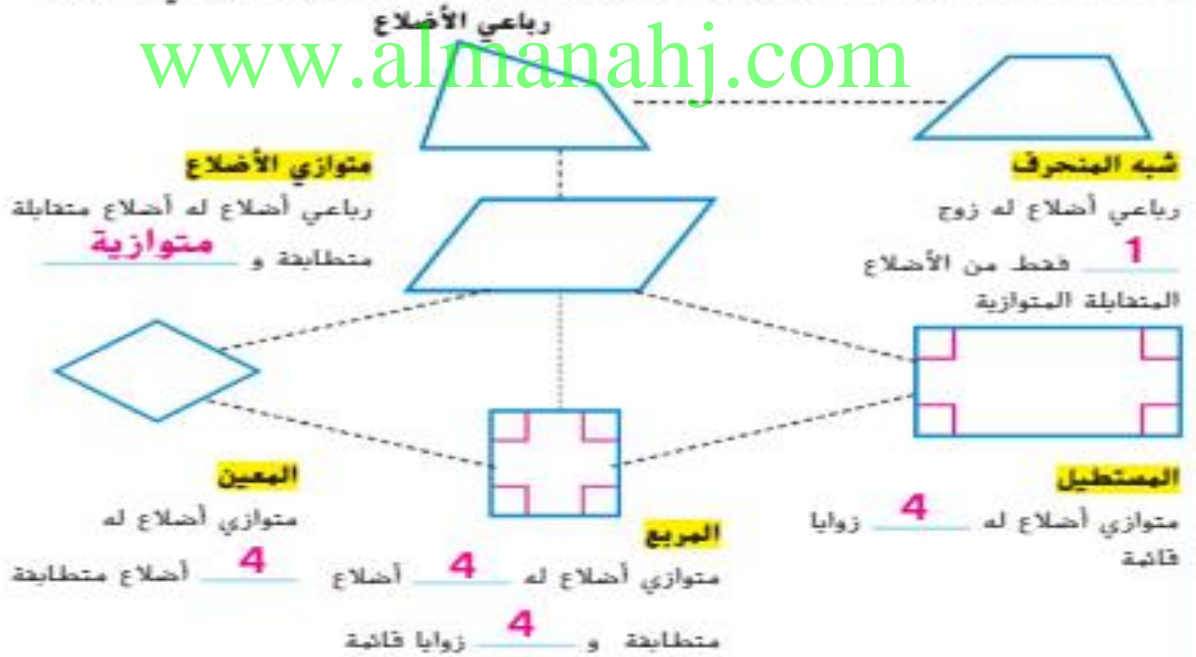 رباعي الأضلاع
www.almanahj.com
شبه المنحرف
رباعي أضلاع له زوج
1 فقط من الأضلاع
المتقابلة المتوازية
متوازي الأضلاع
رباعي أضلاع له أضلاع متقابلة
متطابقة و متوازية
المستطيل
متوازي أضلاع له 4 زوايا
قائمة
المربع
متوازي أضلاع له 4 أضلاع
متطابقة و 4 زوايا قائمة
المعين
متوازي أضلاع له
4 أضلاع متطابقة